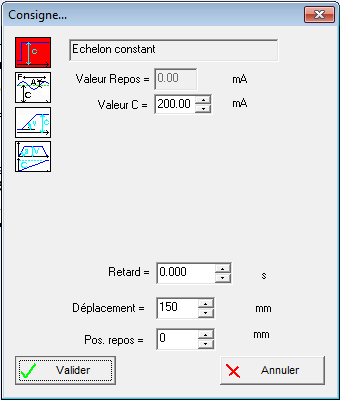 Consigne...
Echelon constant
Valeur Repos = 0.00 mA
Valeur C = 200.00 mA
Retard = 0.000 s
Déplacement = 150 mm
Pos. repos = 0 mm
Valider Annuler